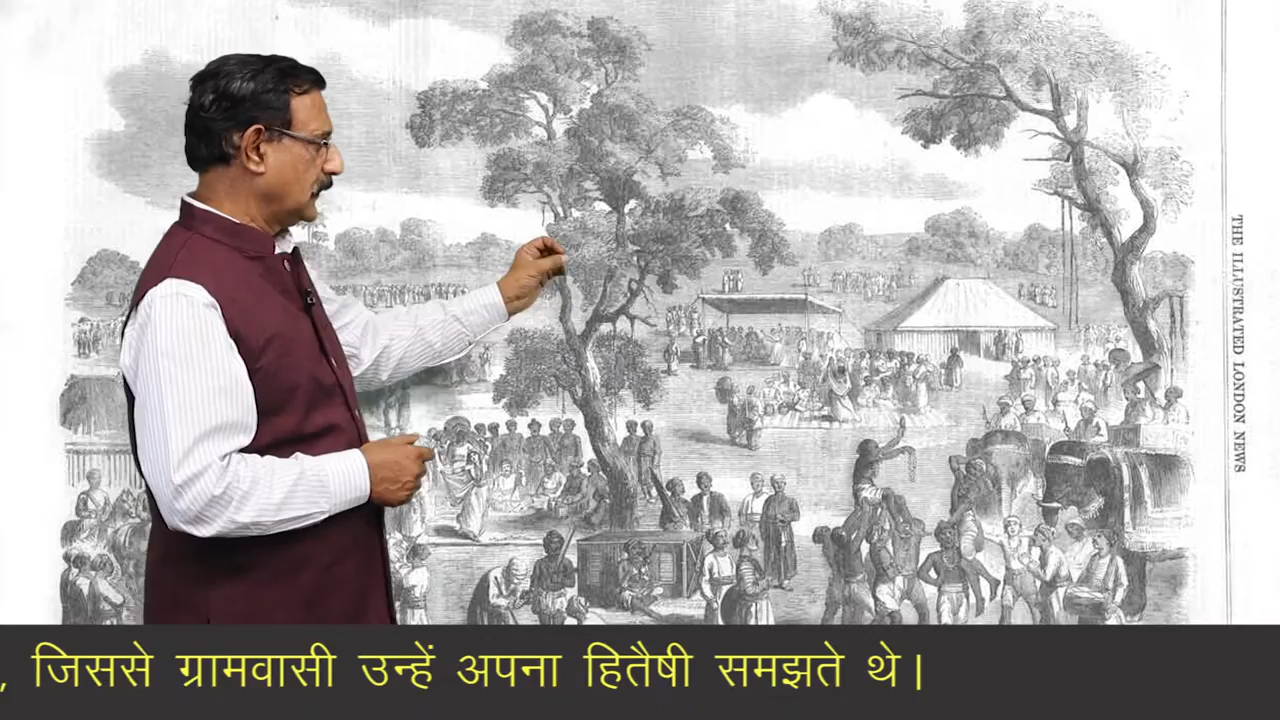 THE ILLUSTRATED LONDON NEWS
, जिससे ग्रामवासी उन्हें अपना हितैषी समझते थे|